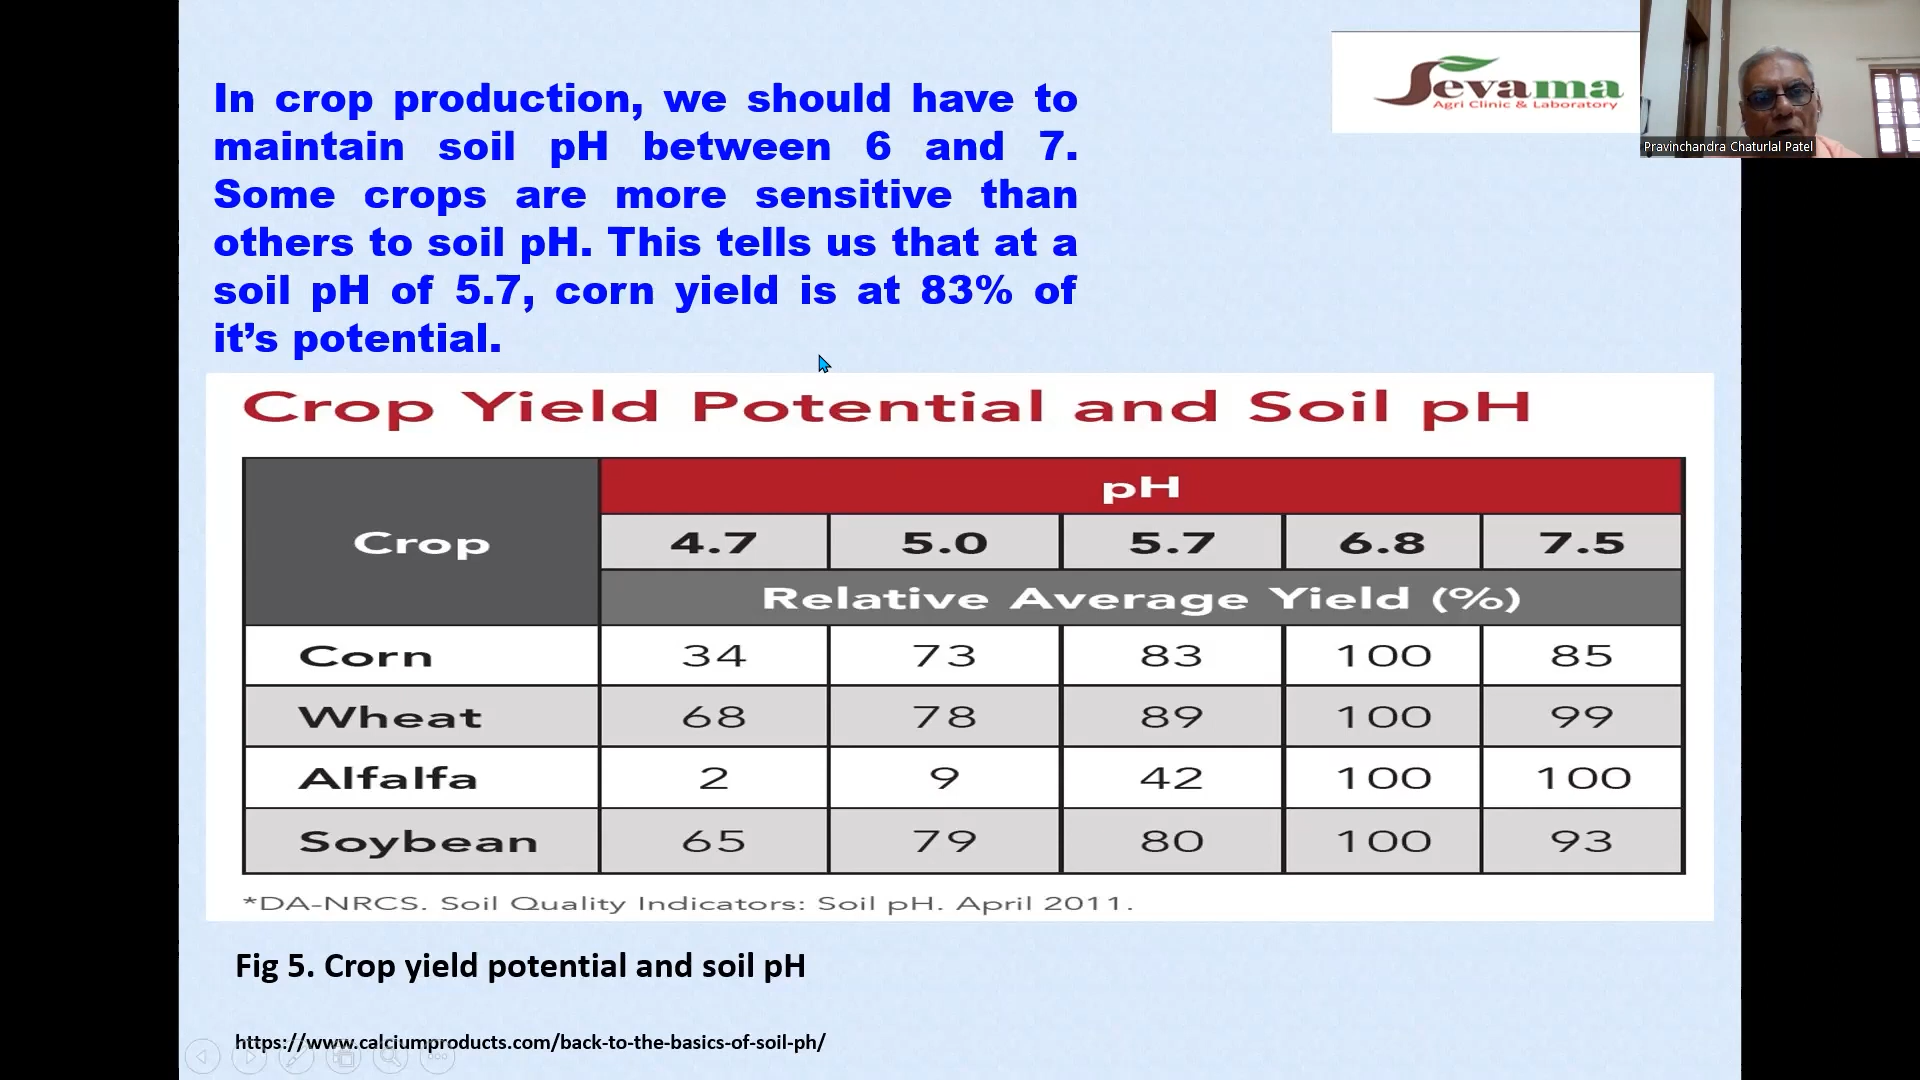 In crop production, we should have to
maintain soil pH between 6 and 7.
Some crops are more sensitive than
others to soil pH. This tells us that at a
soil pH of 5.7, corn yield is at 83% of
it’s potential.
Sevama
Agri Clinic & Laboratory
Pravinchandra Chaturlal Patel
Crop Yield Potential and Soil pH
Crop
pH
4.7 5.0 5.7 6.8 7.5
Relative Average Yield (%)
Corn 34 73 83 100 85
Wheat 68 78 89 100 99
Alfalfa 2 9 42 100 100
Soybean 65 79 80 100 93
*DA-NRCS. Soil Quality Indicators: Soil pH. April 2011.
Fig 5. Crop yield potential and soil pH
https://www.calciumproducts.com/back-to-the-basics-of-soil-ph/